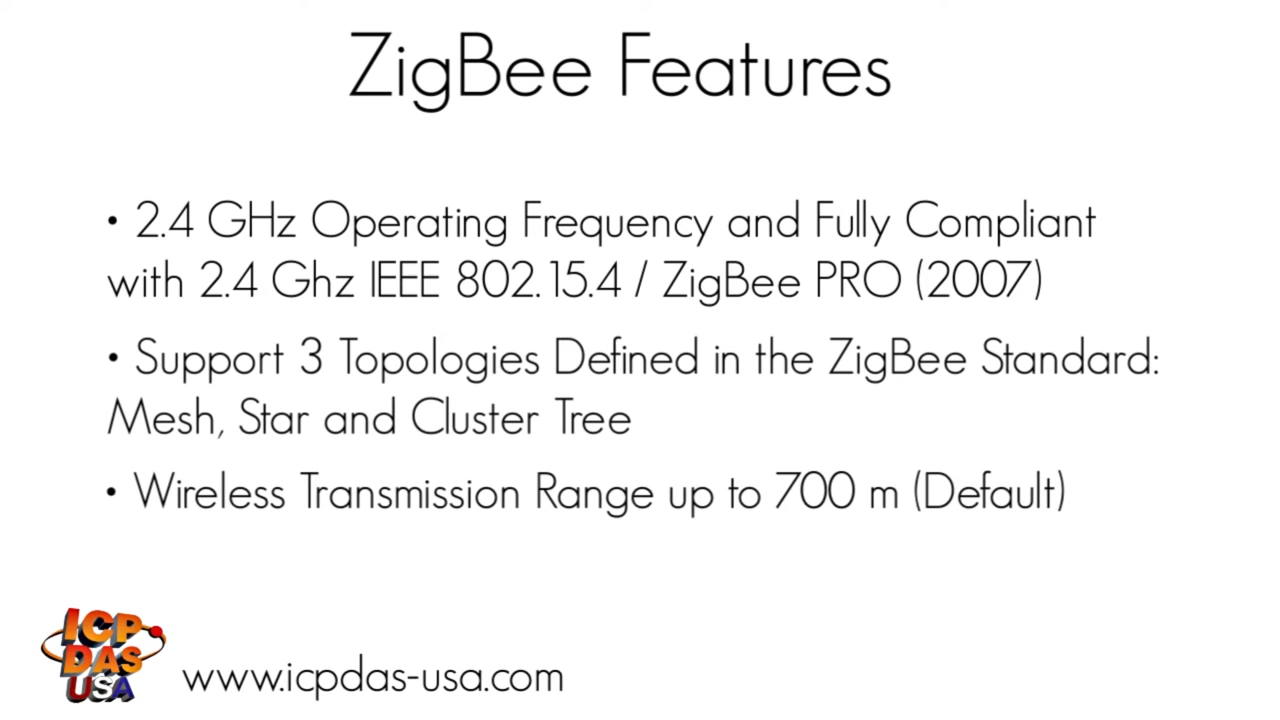 ZigBee Features
• 2.4 GHz Operating Frequency and Fully Compliant
with 2.4 Ghz IEEE 802.15.4 / ZigBee PRO (2007)
• Support 3 Topologies Defined in the ZigBee Standard:
Mesh, Star and Cluster Tree
• Wireless Transmission Range up to 700 m (Default)
ICP
DAS
USA
www.icpdas-usa.com